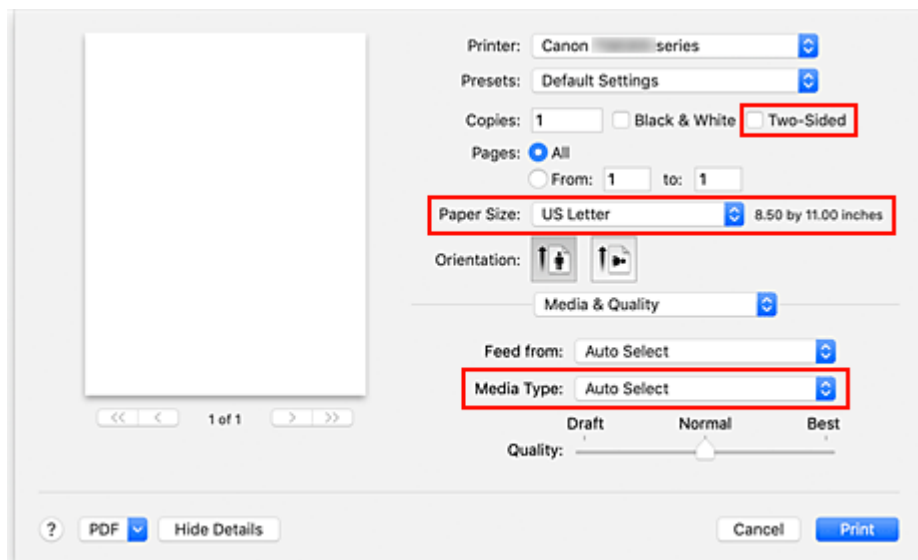 Printer: Canon series
Presets: Default Settings
Copies: 1 Black & White Two-Sided
Pages: All
From: 1 to: 1
Paper Size: US Letter 8.50 by 11.00 inches
Orientation:
Media & Quality
Feed from: Auto Select
Media Type: Auto Select
Draft Normal Best
Quality:
<< < 1 of 1 > >>
? PDF Hide Details Cancel Print